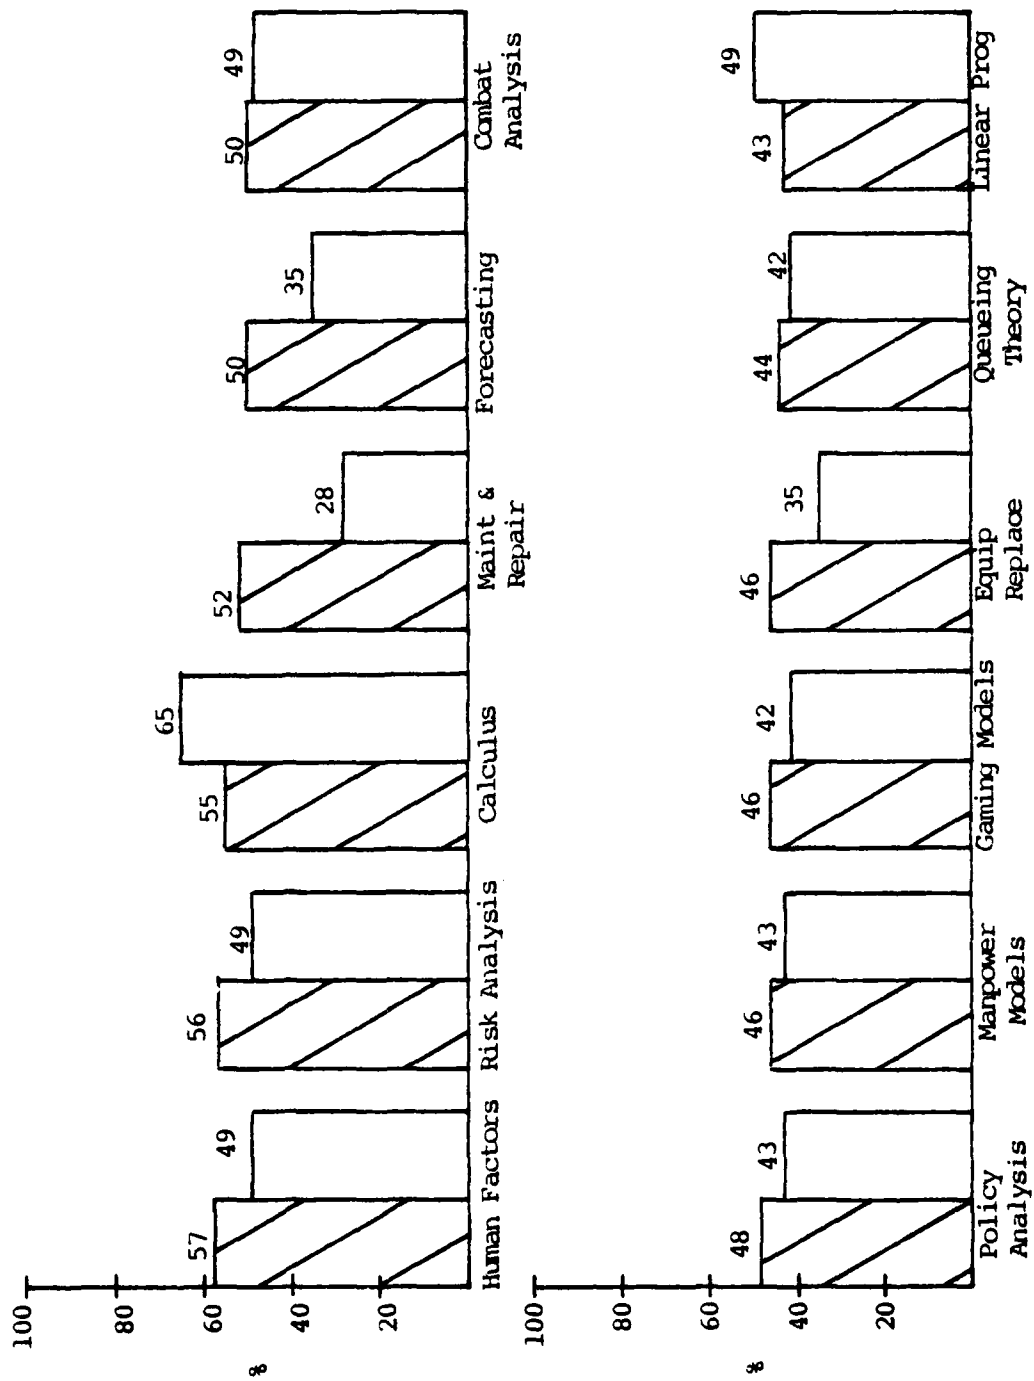 100
80
60
40
20
%
57
49
56
49
55
65
52
28
50
35
50
49
Human Factors
Risk Analysis
Calculus
Maint &
Repair
Forecasting
Combat
Analysis
100
80
60
40
20
%
48
43
46
43
46
42
46
35
44
42
43
49
Policy
Analysis
Manpower
Models
Gaming Models
Equip
Replace
Queueing
Theory
Linear Prog